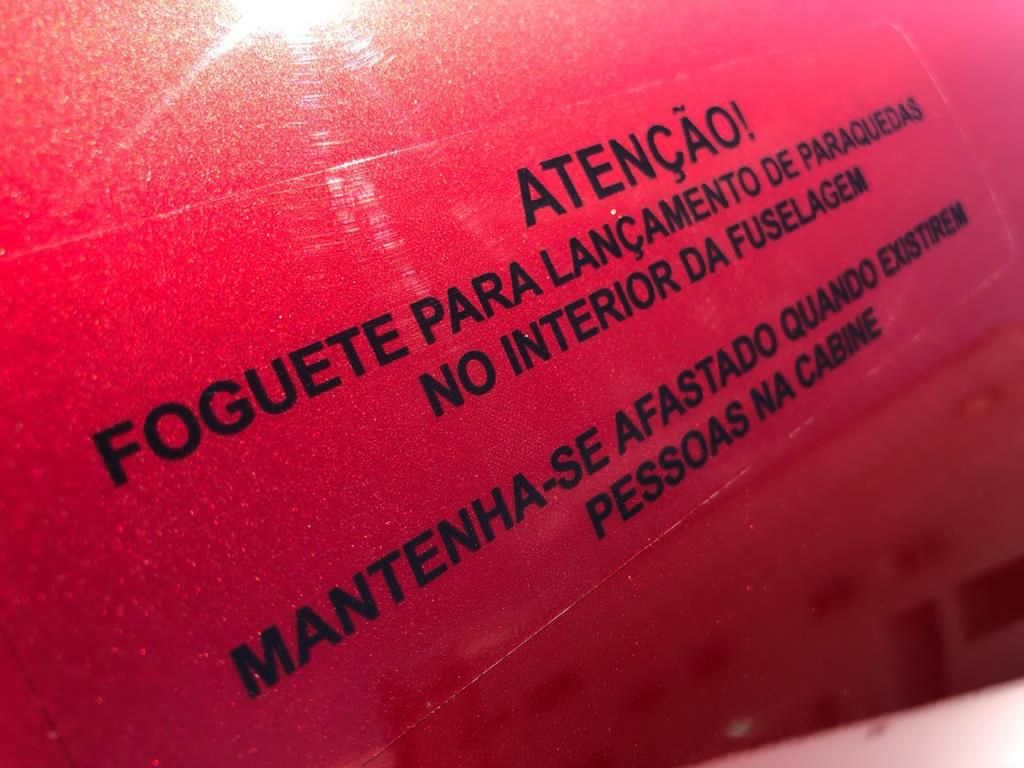 ATENÇÃO!
FOGUETE PARA LANÇAMENTO DE PARAQUEDAS
NO INTERIOR DA FUSELAGEM
MANTENHA-SE AFASTADO QUANDO EXISTIREM
PESSOAS NA CABINE